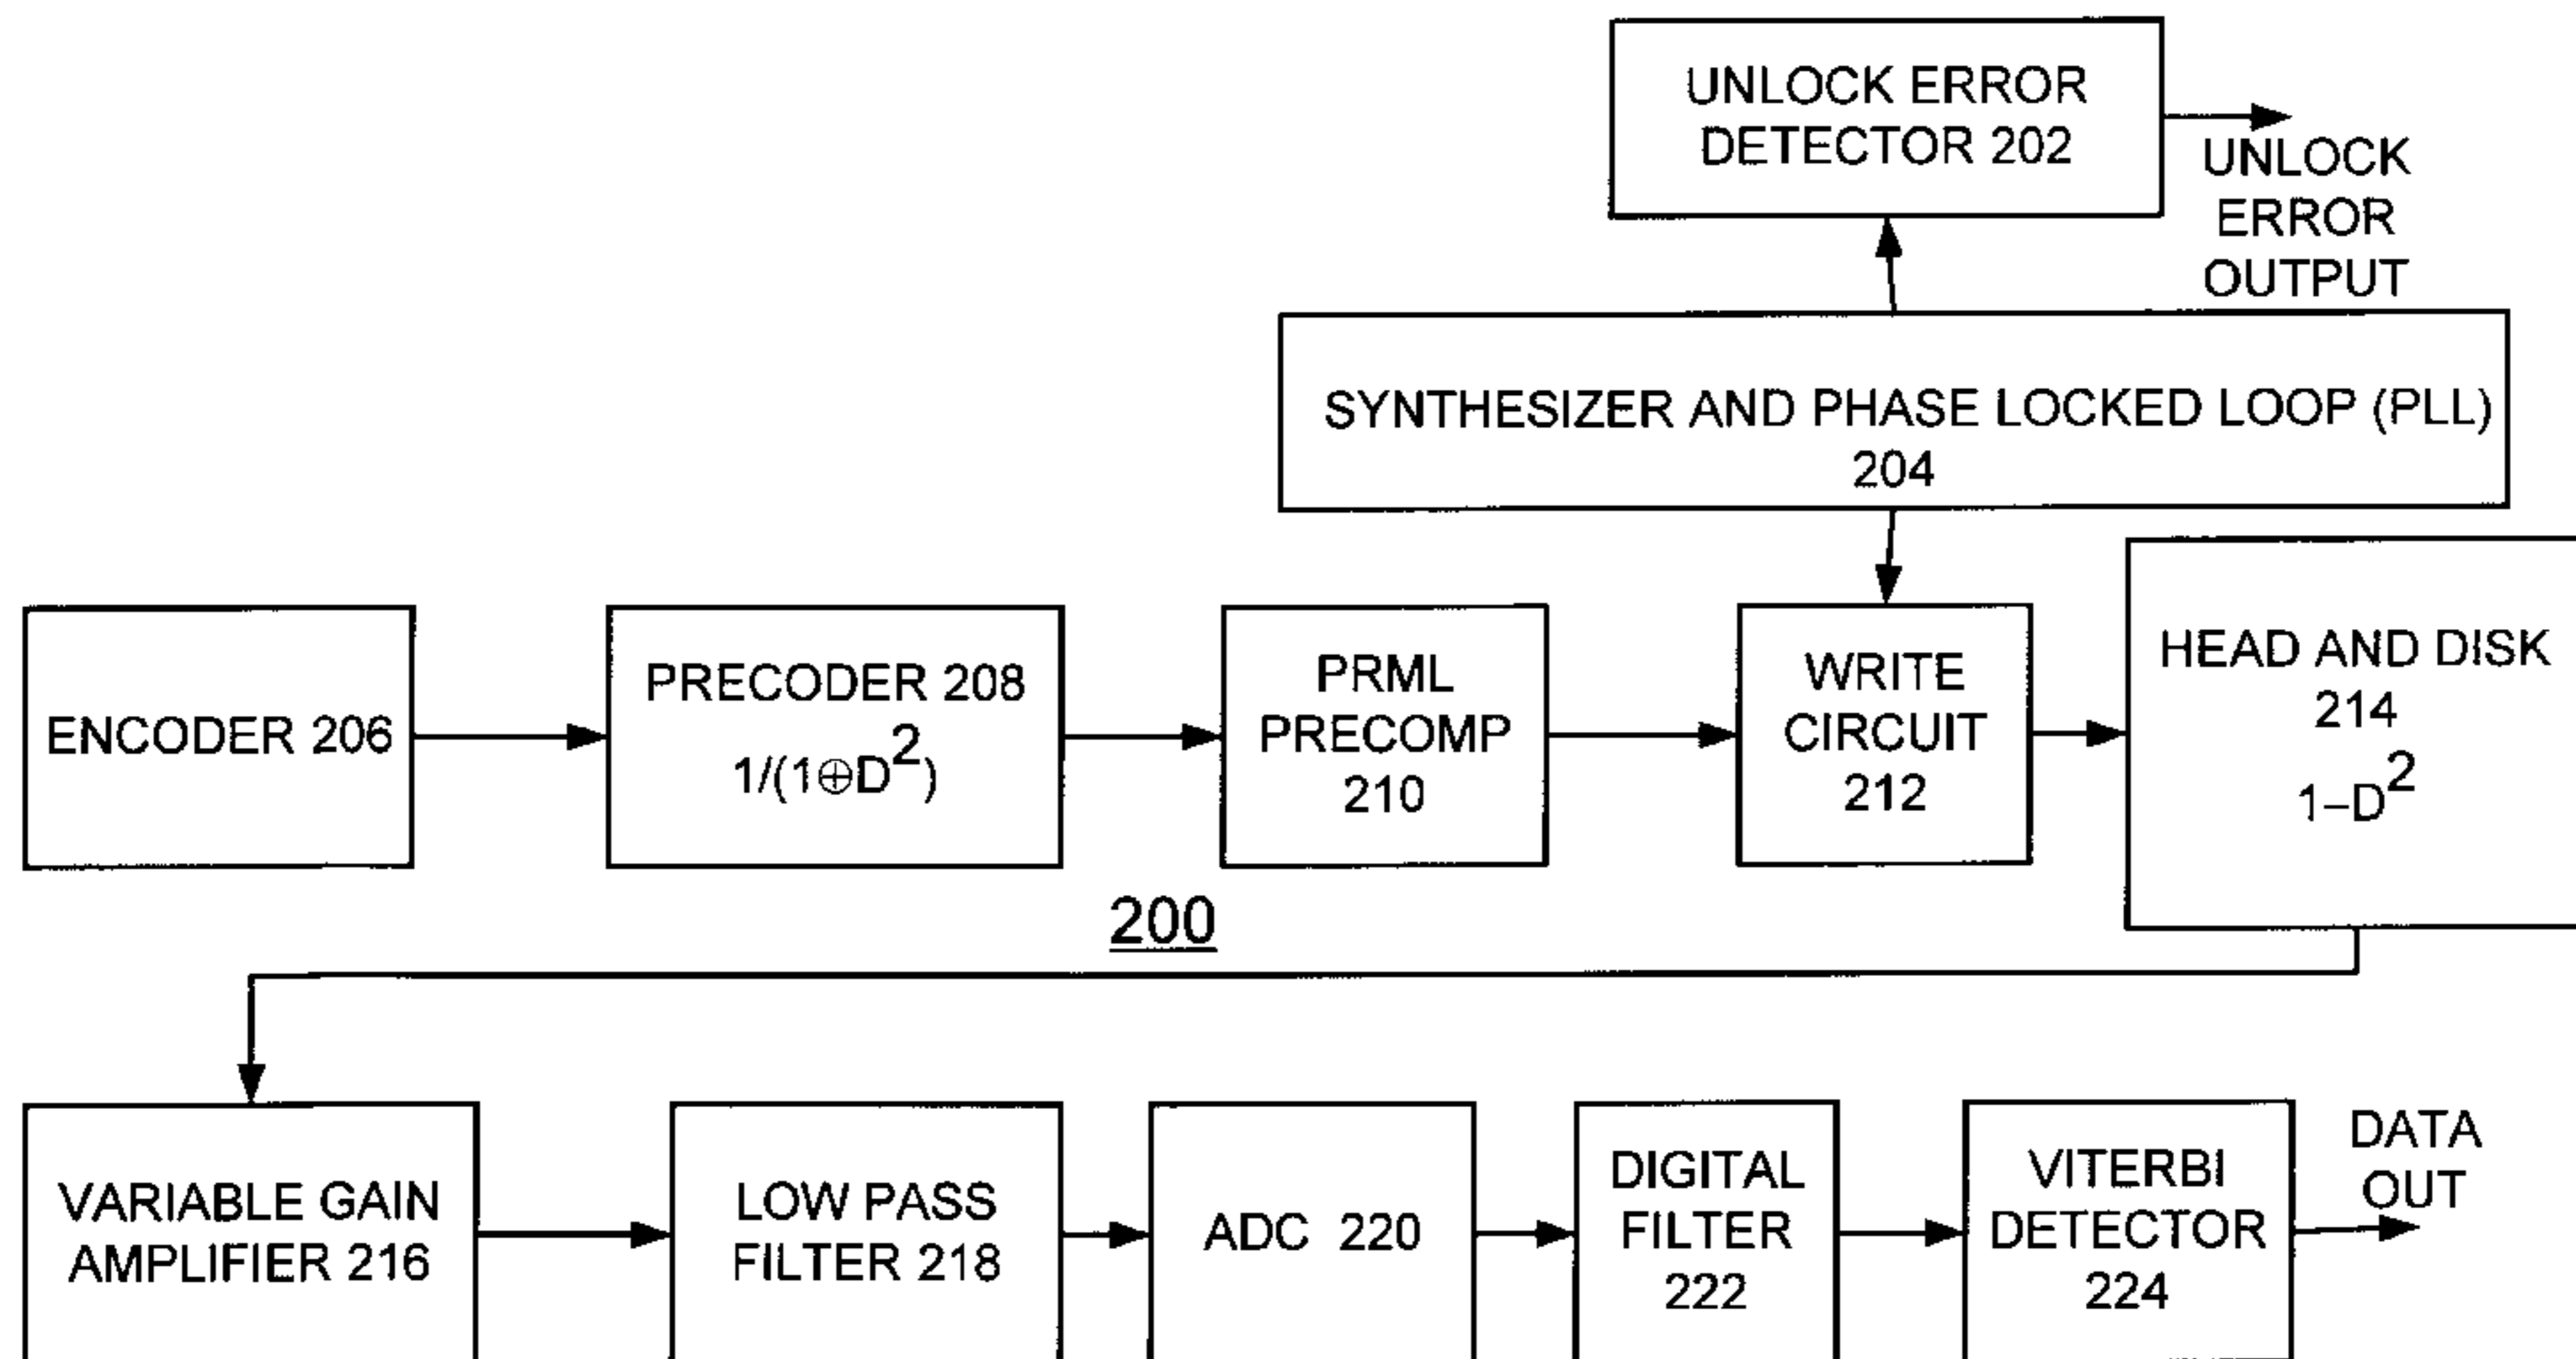 UNLOCK ERROR
DETECTOR 202
UNLOCK
ERROR
OUTPUT
SYNTHESIZER AND PHASE LOCKED LOOP (PLL)
204
ENCODER 206
PRECODER 208
1/(1⊕D²)
PRML
PRECOMP
210
WRITE
CIRCUIT
212
HEAD AND DISK
214
1–D²
200
VARIABLE GAIN
AMPLIFIER 216
LOW PASS
FILTER 218
ADC 220
DIGITAL
FILTER
222
VITERBI
DETECTOR
224
DATA
OUT